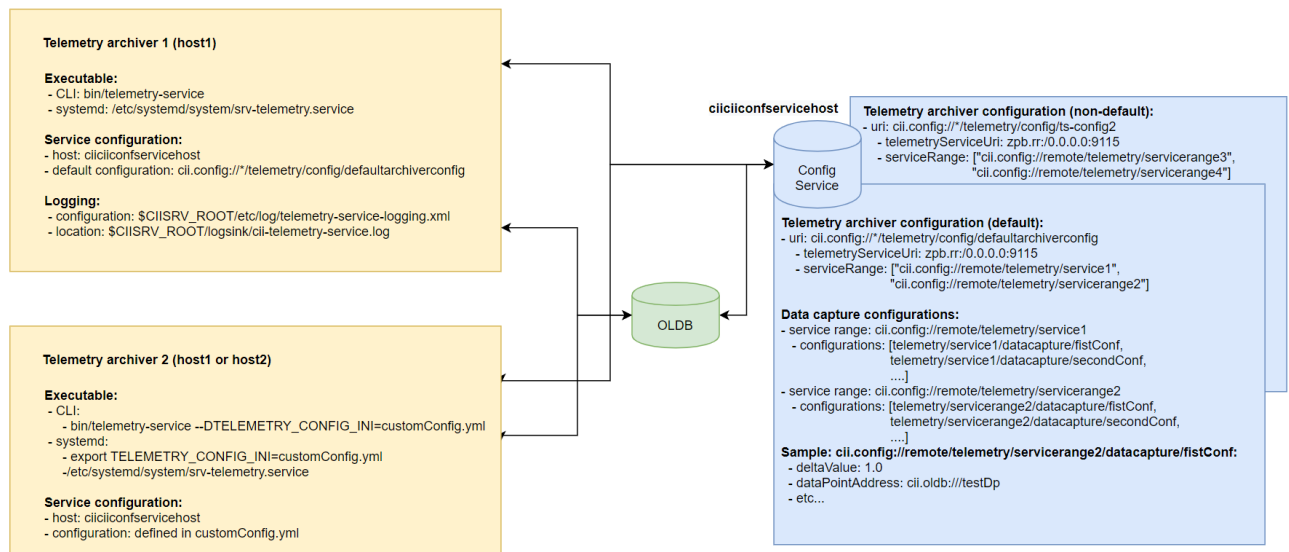 Telemetry archiver 1 (host1)
Executable:
- CLI: bin/telemetry-service
- systemd: /etc/systemd/system/srv-telemetry.service
Service configuration:
- host: ciiciiconfservicehost
- default configuration: cii.config://*/telemetry/config/defaultarchiverconfig
Logging:
- configuration: $CIISRV_ROOT/etc/log/telemetry-service-logging.xml
- location: $CIISRV_ROOT/logsink/cii-telemetry-service.log
Telemetry archiver 2 (host1 or host2)
Executable:
- CLI:
- bin/telemetry-service --DTELEMETRY_CONFIG_INI=customConfig.yml
- systemd:
- export TELEMETRY_CONFIG_INI=customConfig.yml
-/etc/systemd/system/srv-telemetry.service
Service configuration:
- host: ciiciiconfservicehost
- configuration: defined in customConfig.yml
OLDB
ciiciiconfservicehost
Config
Service
Telemetry archiver configuration (non-default):
- uri: cii.config://*/telemetry/config/ts-config2
- telemetryServiceUri: zpb.rr:/0.0.0.0:9115
- serviceRange: ["cii.config://remote/telemetry/servicerange3",
"cii.config://remote/telemetry/servicerange4"]
Telemetry archiver configuration (default):
- uri: cii.config://*/telemetry/config/defaultarchiverconfig
- telemetryServiceUri: zpb.rr:/0.0.0.0:9115
- serviceRange: ["cii.config://remote/telemetry/service1",
"cii.config://remote/telemetry/servicerange2"]
Data capture configurations:
- service range: cii.config://remote/telemetry/service1
- configurations: [telemetry/service1/datacapture/fistConf,
telemetry/service1/datacapture/secondConf,
....]
- service range: cii.config://remote/telemetry/servicerange2
- configurations: [telemetry/servicerange2/datacapture/fistConf,
telemetry/servicerange2/datacapture/secondConf,
....]
Sample: cii.config://remote/telemetry/servicerange2/datacapture/fistConf:
- deltaValue: 1.0
- dataPointAddress: cii.oldb:///testDp
- etc...